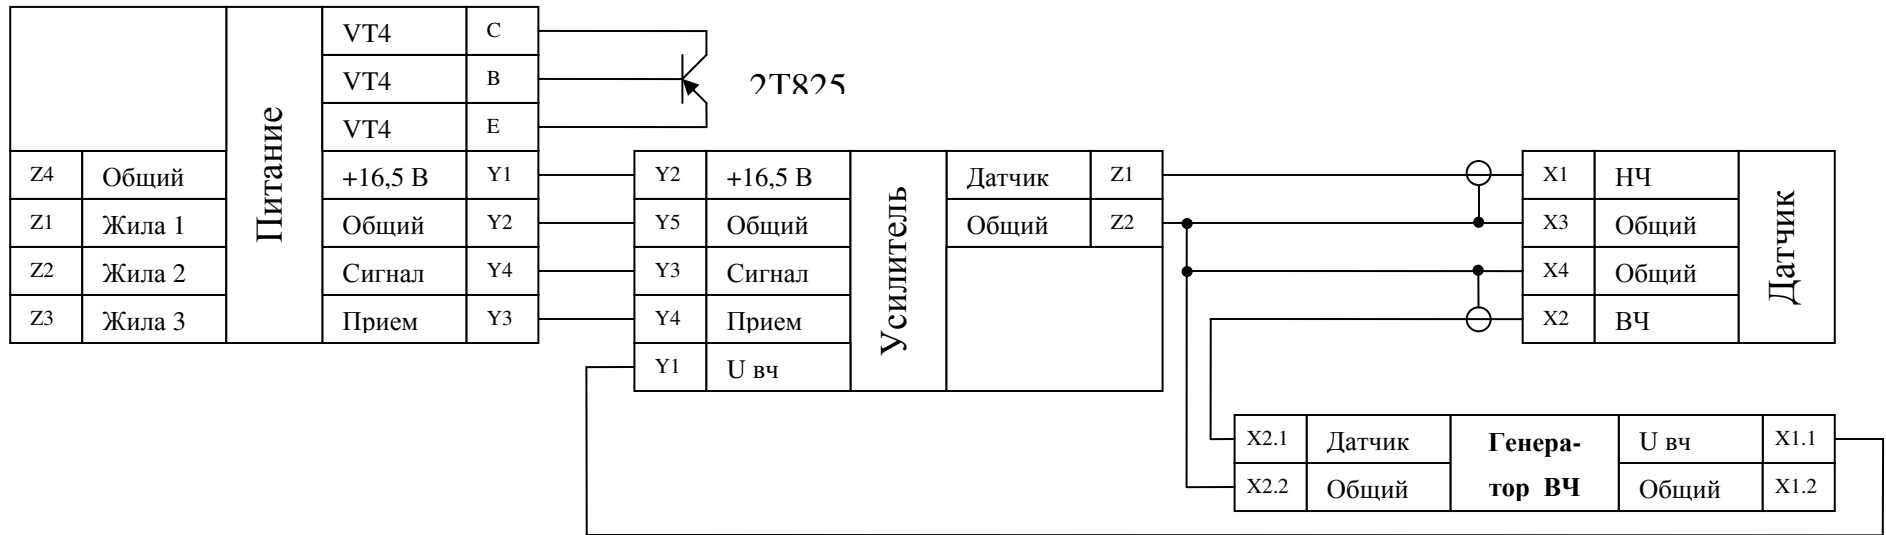 VT4 C
VT4 B
VT4 E
2Т825
Питание
Z4 Общий +16,5 В Y1
Z1 Жила 1 Общий Y2
Z2 Жила 2 Сигнал Y4
Z3 Жила 3 Прием Y3
Y2 +16,5 В Датчик Z1
Y5 Общий Общий Z2
Y3 Сигнал
Y4 Прием
Y1 U вч
Усилитель
X1 НЧ
X3 Общий
X4 Общий
X2 ВЧ
Датчик
X2.1 Датчик Генера- U вч X1.1
X2.2 Общий тор ВЧ Общий X1.2